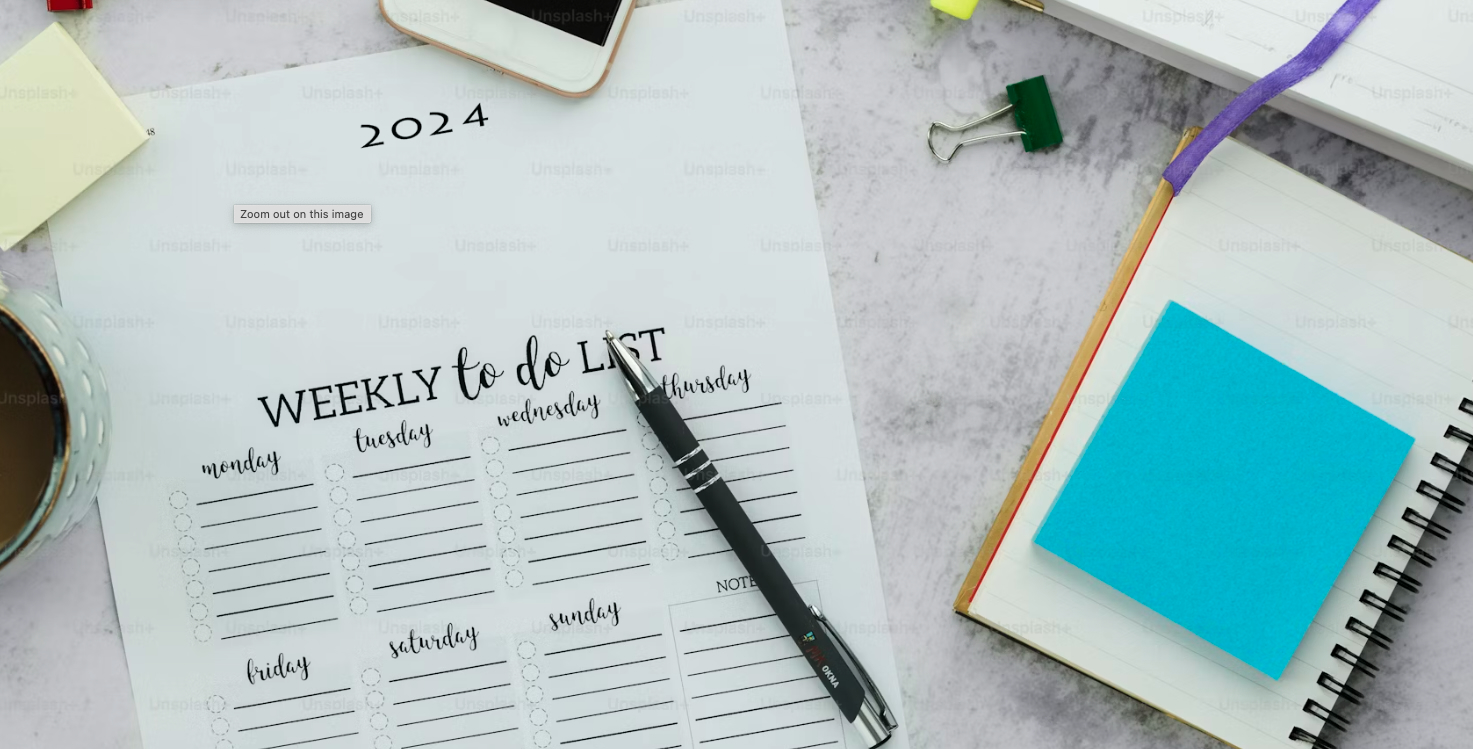 2024
Zoom out on this image
WEEKLY to do LIST
monday
tuesday
wednesday
thursday
friday
saturday
sunday
NOTE
OKNA
Unsplash+